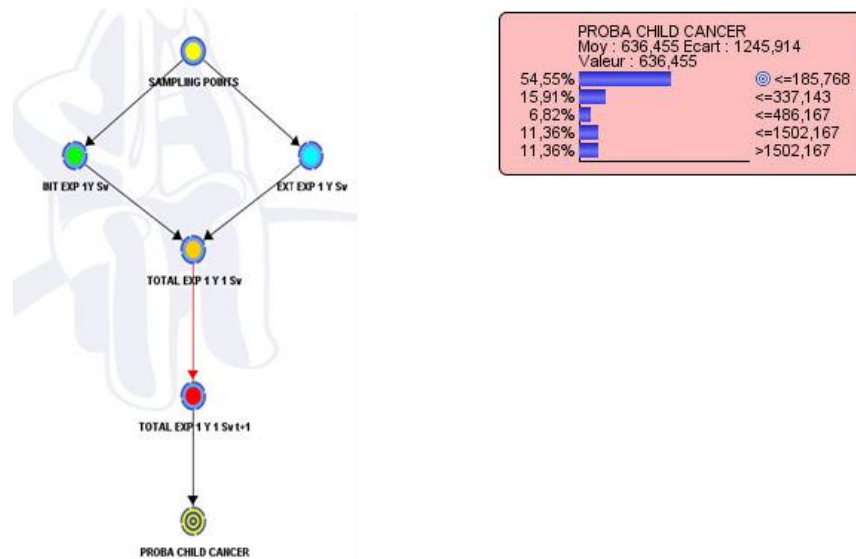 SAMPLING POINTS
INT EXP 1Y Sv
EXT EXP 1 Y Sv
TOTAL EXP 1 Y 1 Sv
TOTAL EXP 1 Y 1 Sv t+1
PROBA CHILD CANCER
PROBA CHILD CANCER
Moy : 636,455 Ecart : 1245,914
Valeur : 636,455
54,55% <=185,768
15,91% <=337,143
6,82% <=486,167
11,36% <=1502,167
11,36% >1502,167